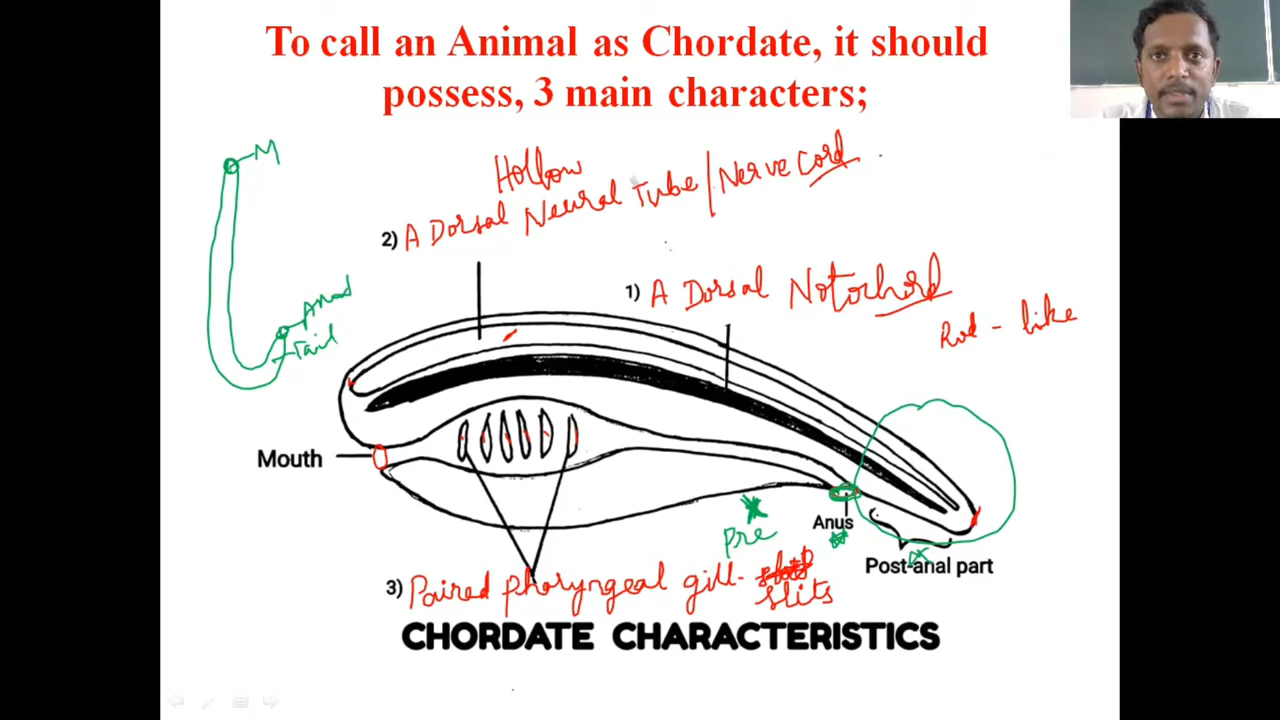 To call an Animal as Chordate, it should
possess, 3 main characters;
M
Hollow
2) A Dorsal Neural Tube/Nerve Cord
1) A Dorsal Notochord
Rod - like
Tail
Mouth
Pre
Anus
Post-anal part
3) Paired pharyngeal gill-
slits
CHORDATE CHARACTERISTICS